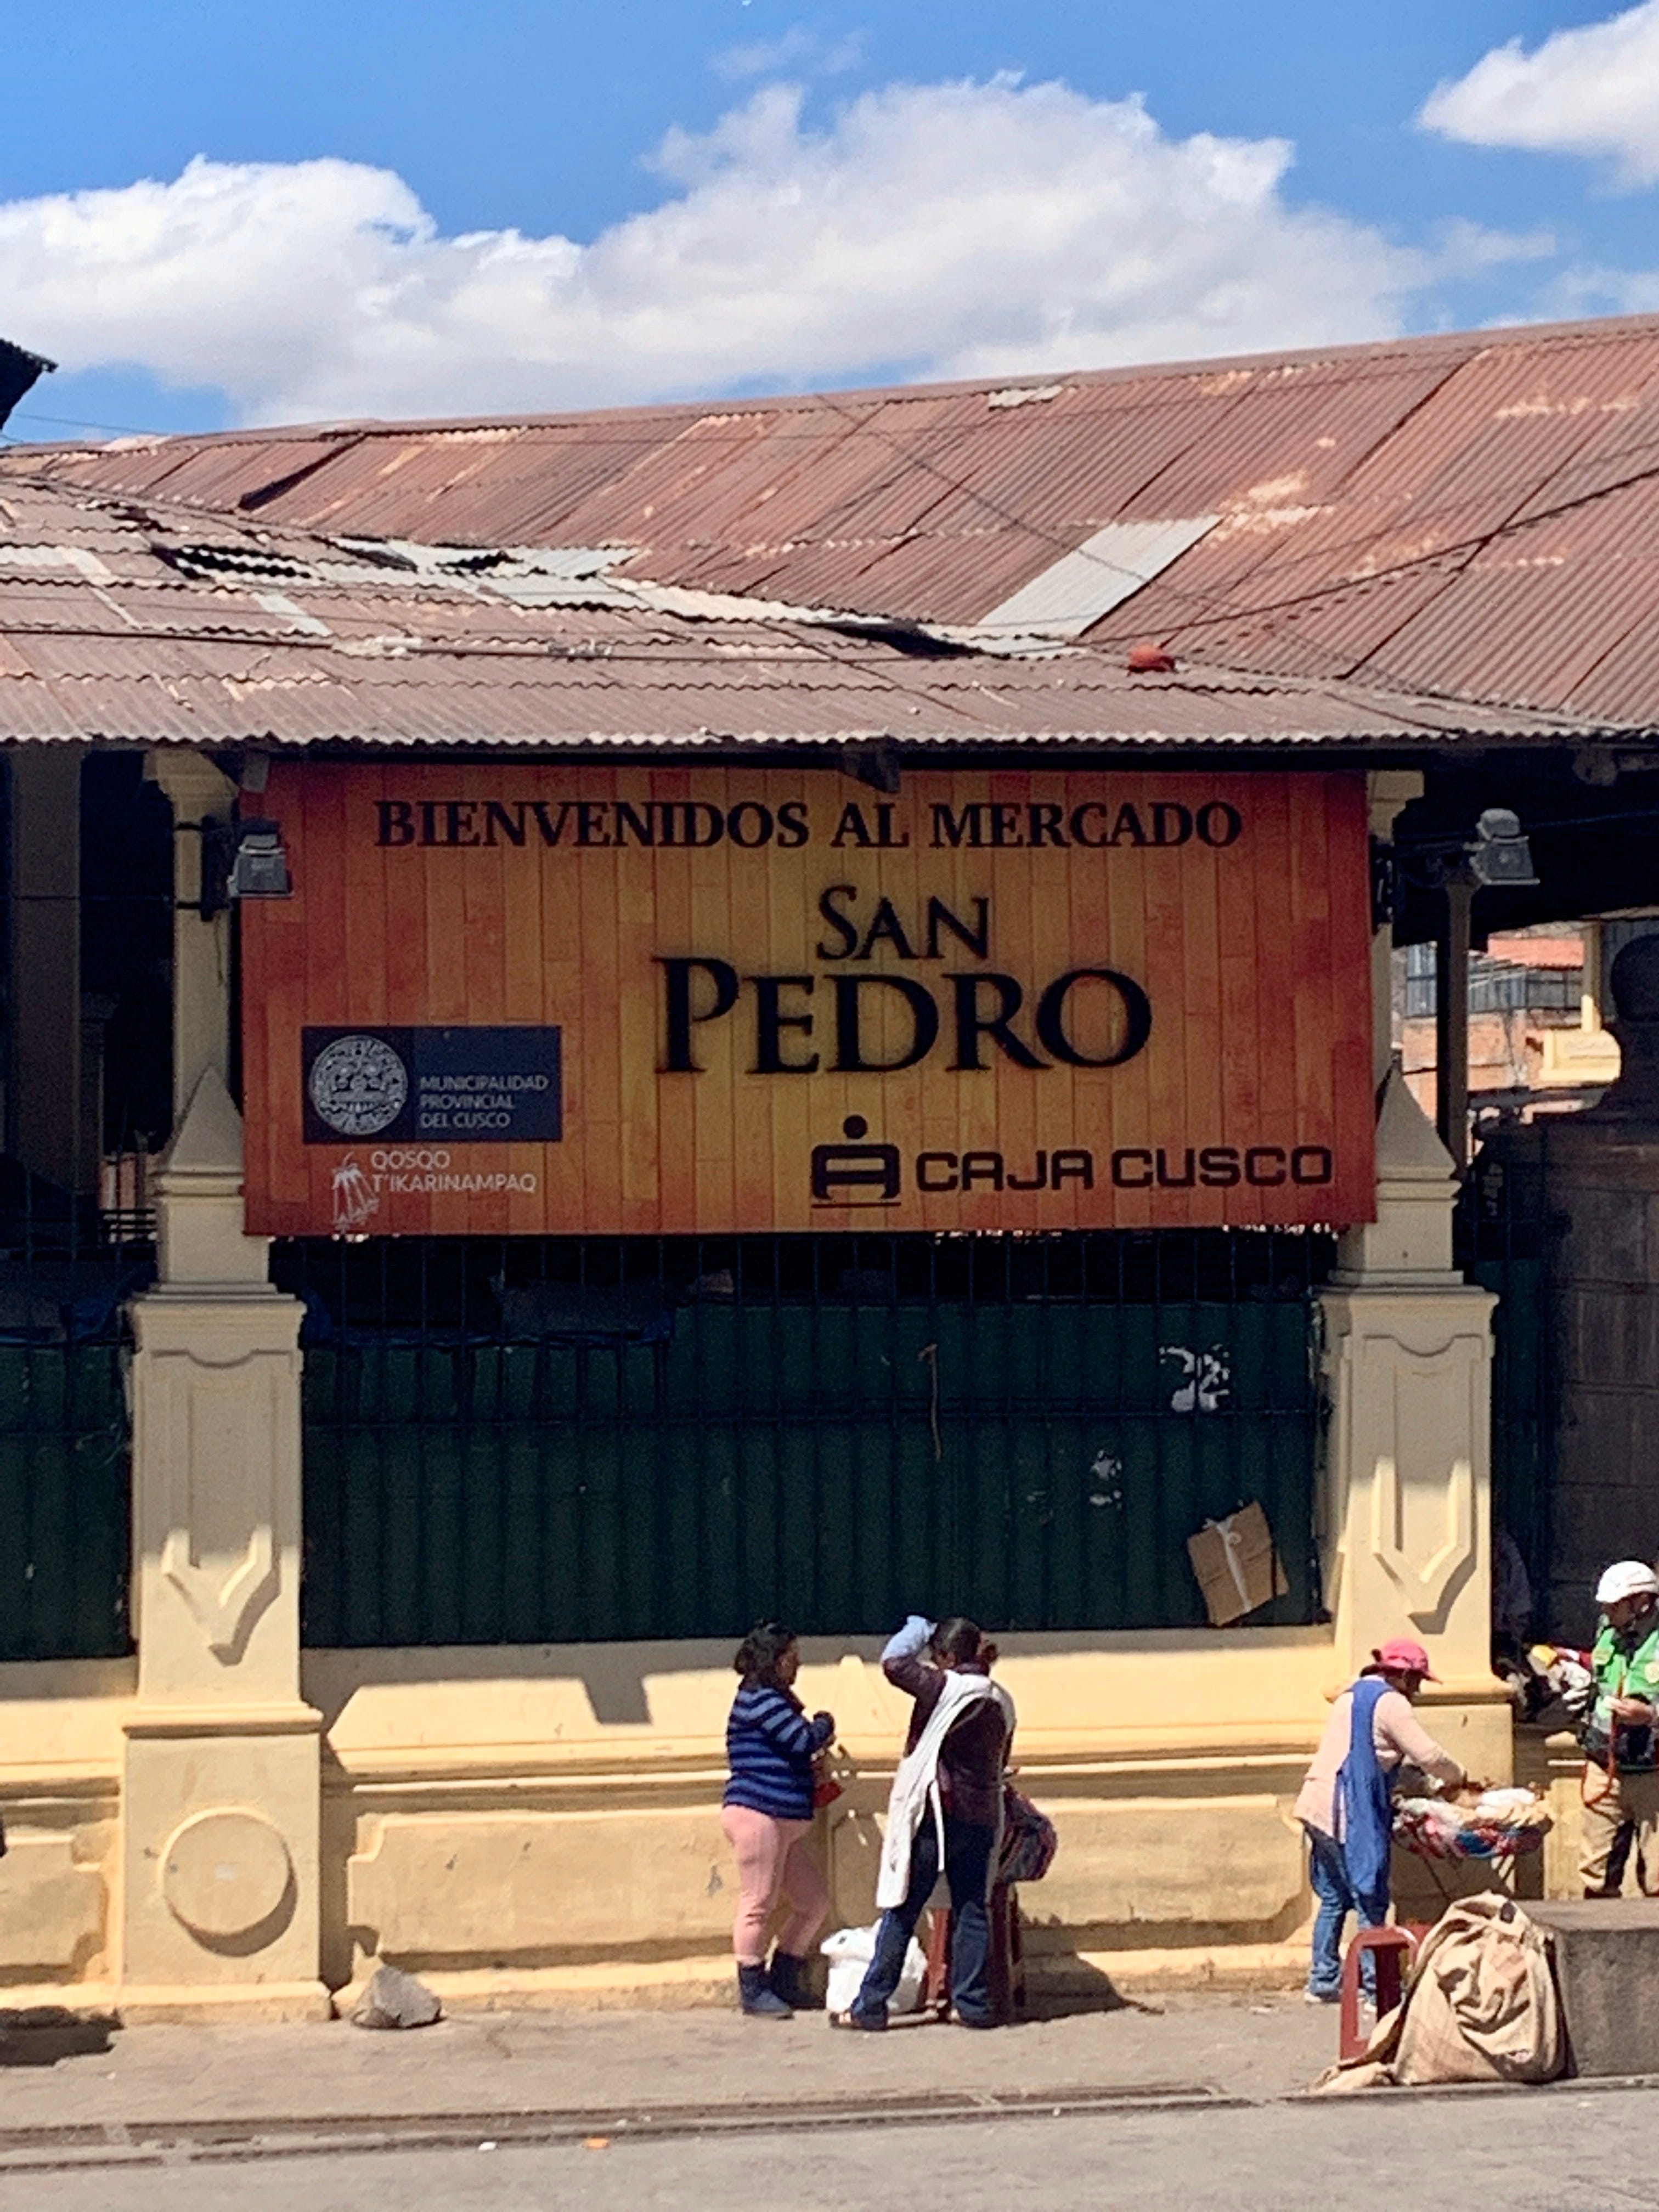 BIENVENIDOS AL MERCADO
SAN
PEDRO
MUNICIPALIDAD
PROVINCIAL
DEL CUSCO
QOSQO
T'IKARINAMPAQ
CAJA CUSCO